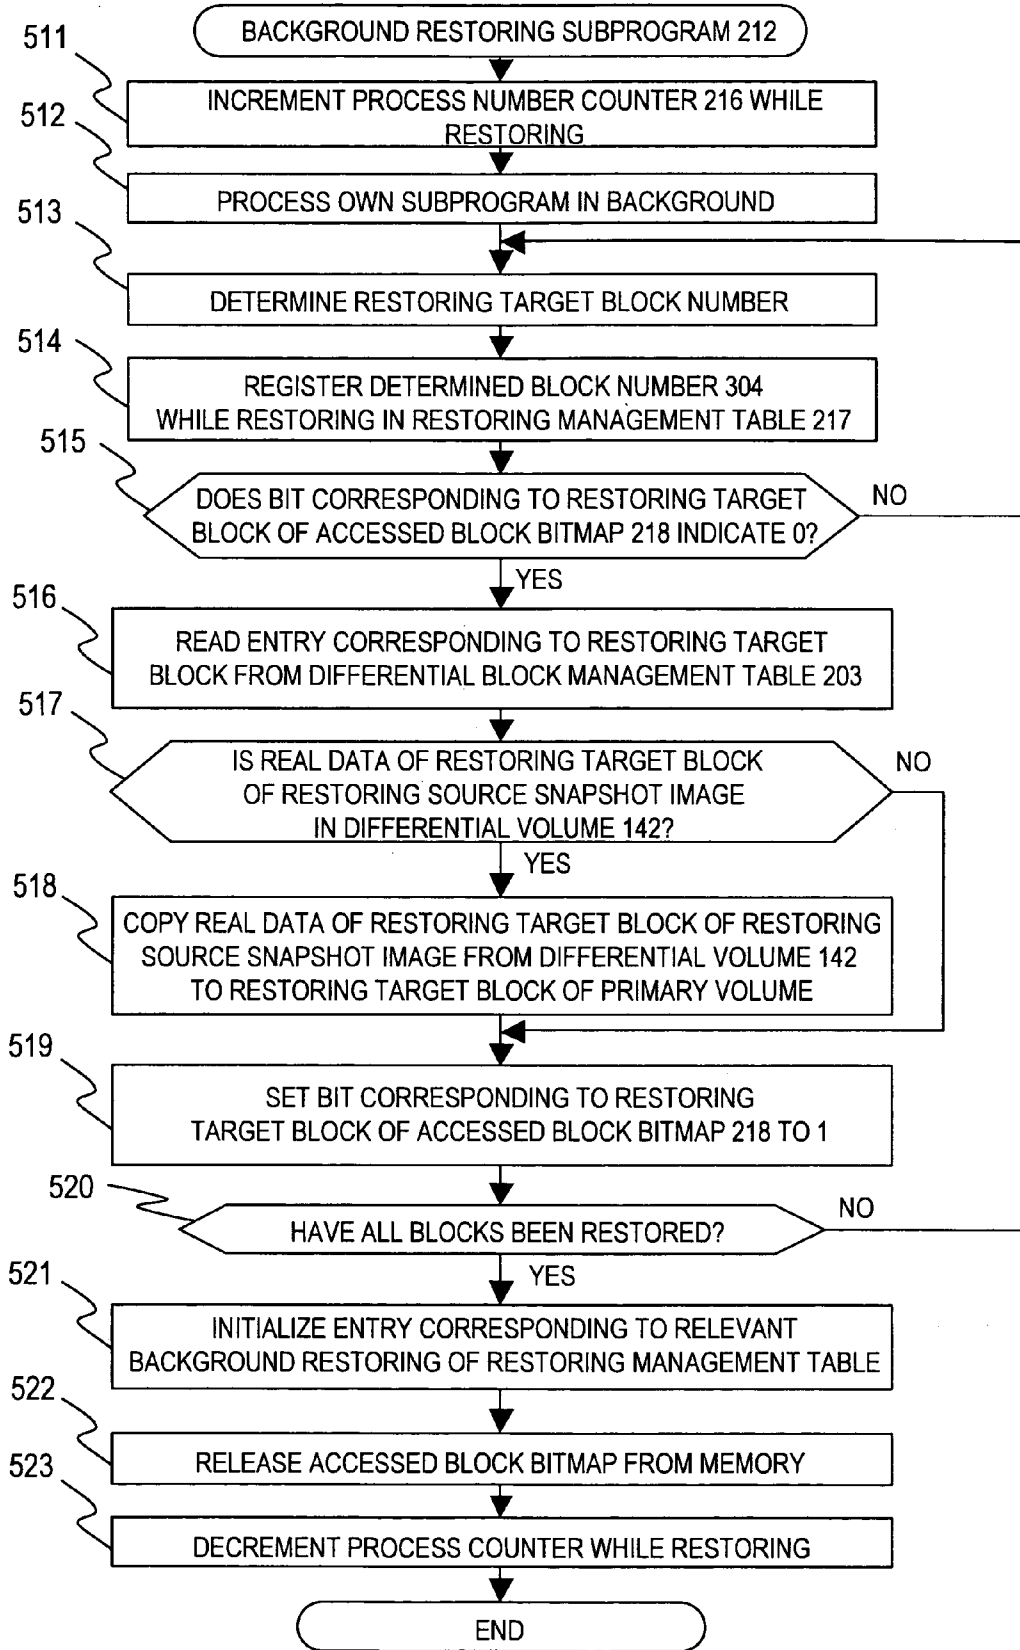 BACKGROUND RESTORING SUBPROGRAM 212
511
INCREMENT PROCESS NUMBER COUNTER 216 WHILE
RESTORING
512
PROCESS OWN SUBPROGRAM IN BACKGROUND
513
DETERMINE RESTORING TARGET BLOCK NUMBER
514
REGISTER DETERMINED BLOCK NUMBER 304
WHILE RESTORING IN RESTORING MANAGEMENT TABLE 217
515
DOES BIT CORRESPONDING TO RESTORING TARGET
BLOCK OF ACCESSED BLOCK BITMAP 218 INDICATE 0?
NO
YES
516
READ ENTRY CORRESPONDING TO RESTORING TARGET
BLOCK FROM DIFFERENTIAL BLOCK MANAGEMENT TABLE 203
517
IS REAL DATA OF RESTORING TARGET BLOCK
OF RESTORING SOURCE SNAPSHOT IMAGE
IN DIFFERENTIAL VOLUME 142?
NO
YES
518
COPY REAL DATA OF RESTORING TARGET BLOCK OF RESTORING
SOURCE SNAPSHOT IMAGE FROM DIFFERENTIAL VOLUME 142
TO RESTORING TARGET BLOCK OF PRIMARY VOLUME
519
SET BIT CORRESPONDING TO RESTORING
TARGET BLOCK OF ACCESSED BLOCK BITMAP 218 TO 1
520
HAVE ALL BLOCKS BEEN RESTORED?
NO
YES
521
INITIALIZE ENTRY CORRESPONDING TO RELEVANT
BACKGROUND RESTORING OF RESTORING MANAGEMENT TABLE
522
RELEASE ACCESSED BLOCK BITMAP FROM MEMORY
523
DECREMENT PROCESS COUNTER WHILE RESTORING
END